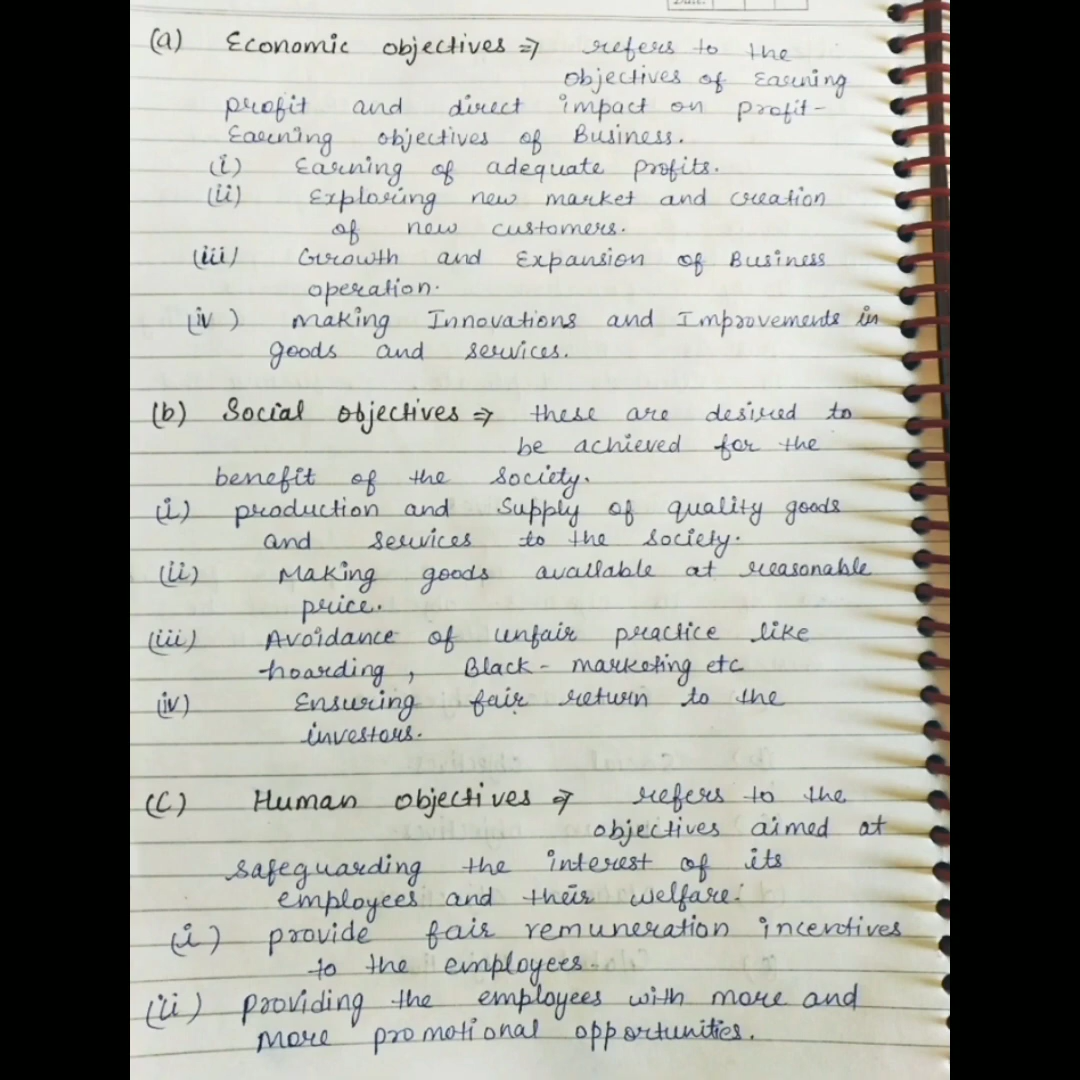 (a) Economic objectives ⇒ refers to the
objectives of Earning
profit and direct impact on profit-
Earning objectives of Business.
(i) Earning of adequate profits.
(ii) Exploring new market and creation
of new customers.
(iii) Growth and Expansion of Business
operation.
(iv) Making Innovations and Improvements in
goods and services.
(b) Social objectives ⇒ these are desired to
be achieved for the
benefit of the Society.
(i) production and Supply of quality goods
and services to the society.
(ii) Making goods available at reasonable
price.
(iii) Avoidance of unfair practice like
hoarding, Black-marketing etc
(iv) Ensuring fair return to the
investors.
(C) Human objectives ⇒ refers to the
objectives aimed at
safeguarding the interest of its
employees and their welfare.
(i) provide fair remuneration incentives
to the employees.
(ii) providing the employees with more and
more promotional opportunities.